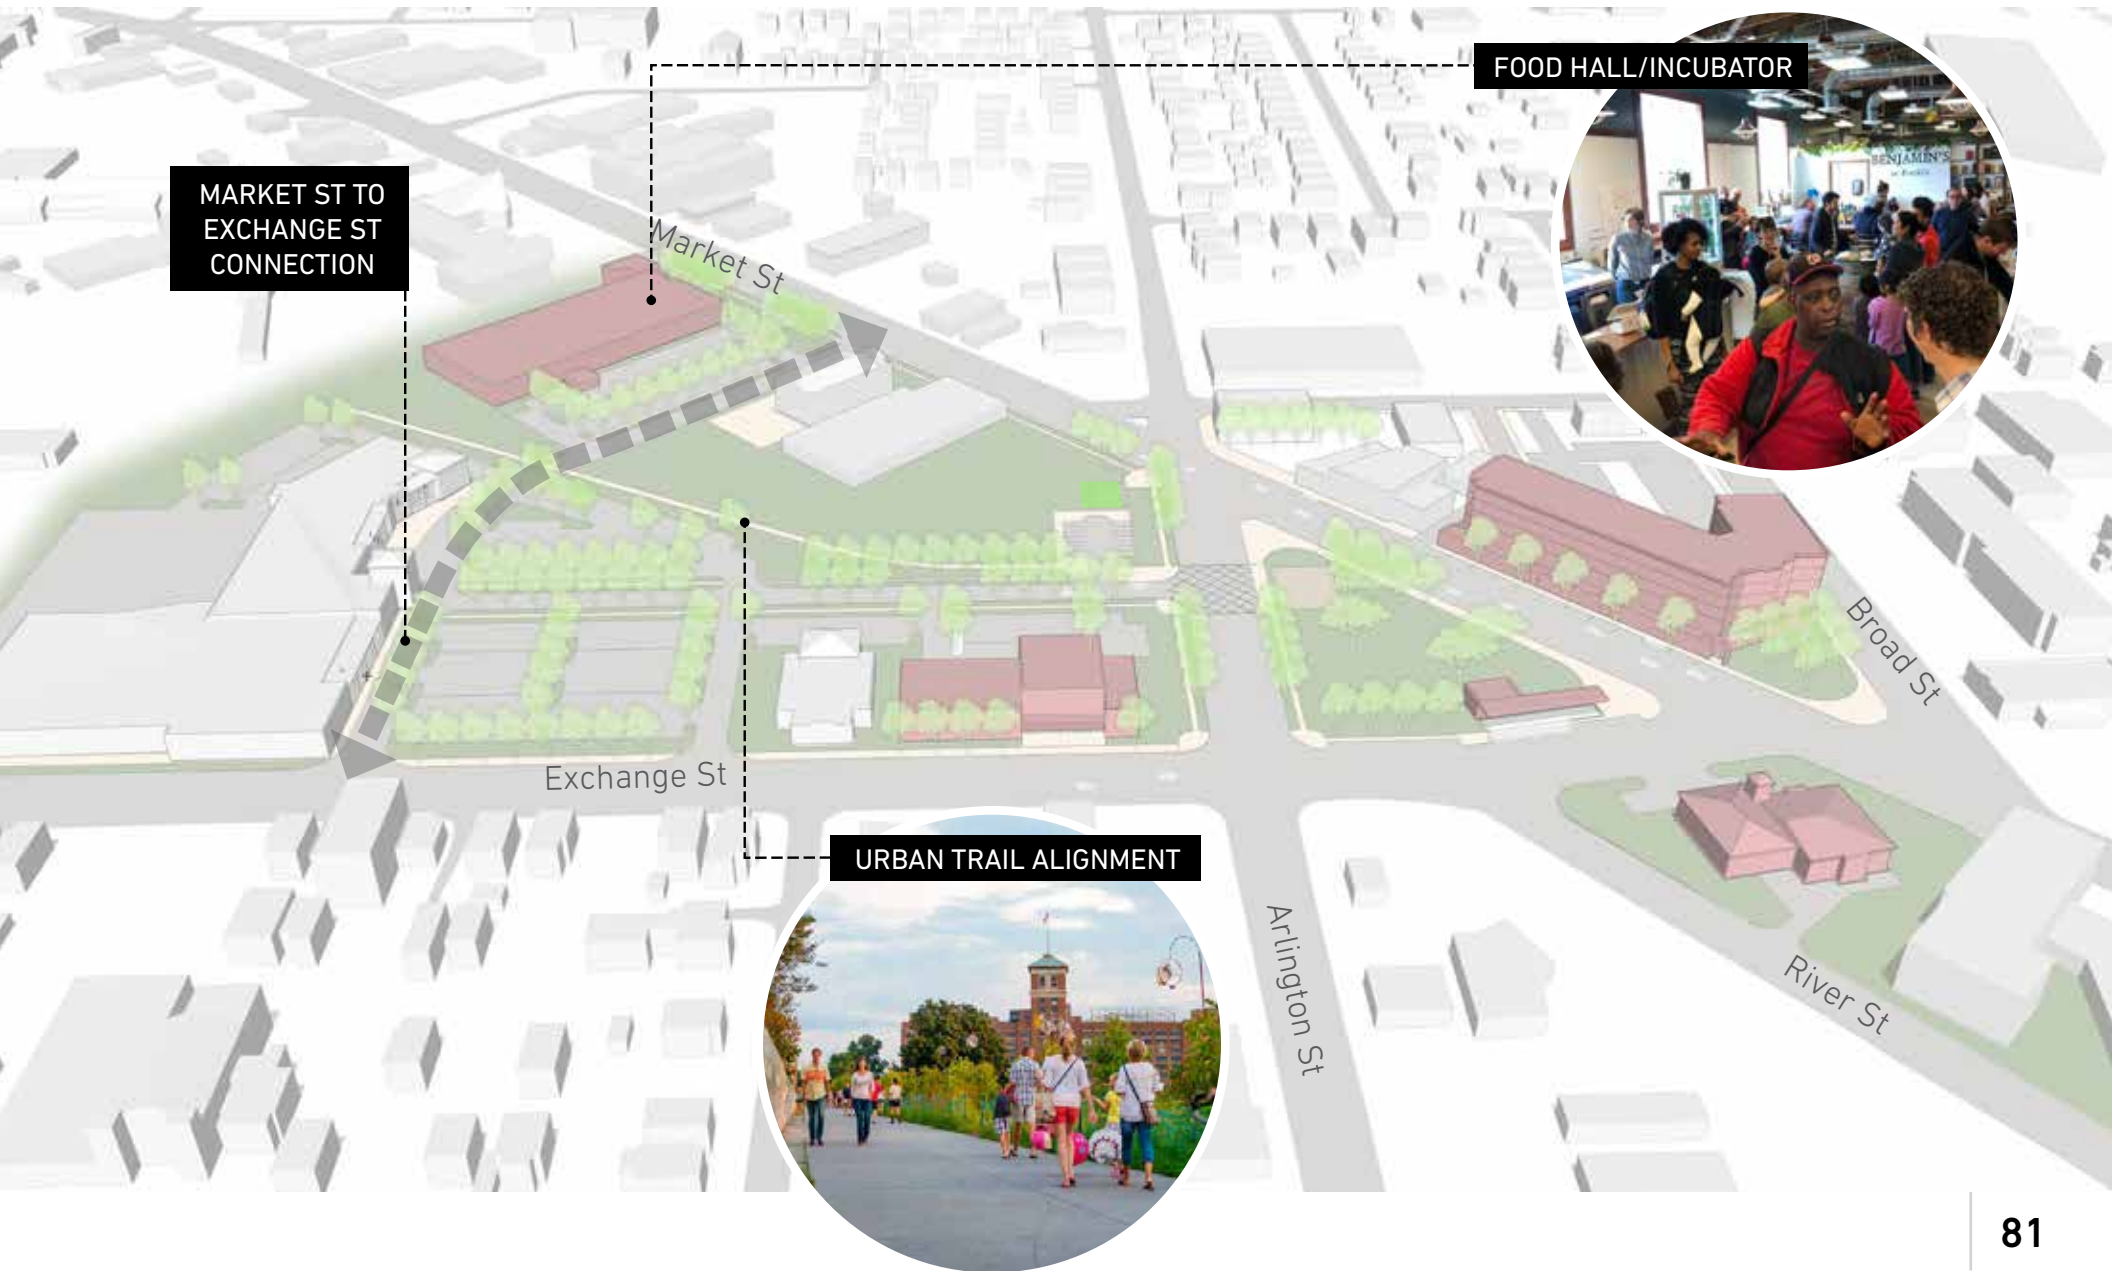 FOOD HALL/INCUBATOR
BENJAMIN'S
MARKET ST TO
EXCHANGE ST
CONNECTION
Market St
Broad St
Exchange St
URBAN TRAIL ALIGNMENT
Arlington St
River St
81